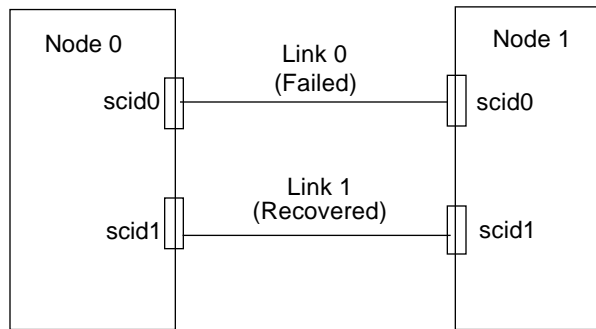 Node 0
Node 1
Link 0
(Failed)
scid0
scid0
Link 1
(Recovered)
scid1
scid1